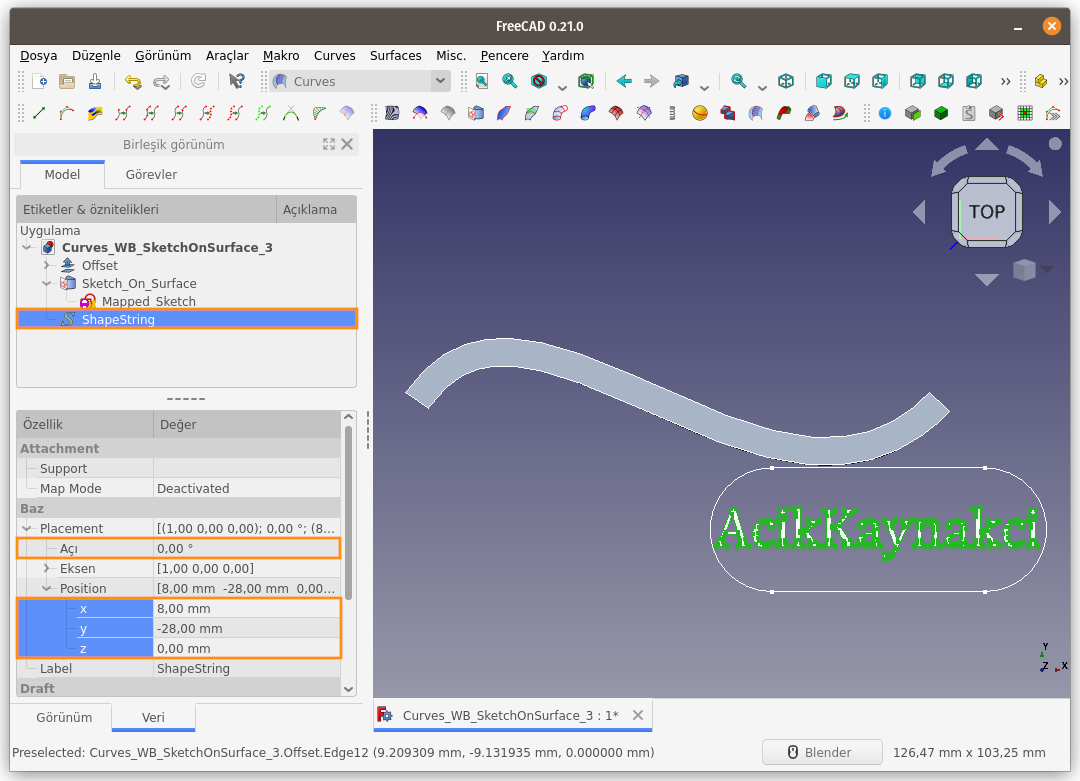 FreeCAD 0.21.0
Dosya Düzenle Görünüm Araçlar Makro Curves Surfaces Misc. Pencere Yardım
Curves
Birleşik görünüm
Model Görevler
Etiketler & öznitelikleri Açıklama
Uygulama
Curves_WB_SketchOnSurface_3
Offset
Sketch_On_Surface
Mapped_Sketch
ShapeString
Özellik Değer
Attachment
Support
Map Mode Deactivated
Baz
Placement [(1,00 0,00 0,00); 0,00 °; (8...
Açı 0,00 °
Eksen [1,00 0,00 0,00]
Position [8,00 mm -28,00 mm 0,00...
x 8,00 mm
y -28,00 mm
z 0,00 mm
Label ShapeString
Draft
Görünüm Veri
TOP
AcikKaynakci
Y
Z X
Curves_WB_SketchOnSurface_3 : 1*
Preselected: Curves_WB_SketchOnSurface_3.Offset.Edge12 (9.209309 mm, -9.131935 mm, 0.000000 mm)
Blender
126,47 mm x 103,25 mm